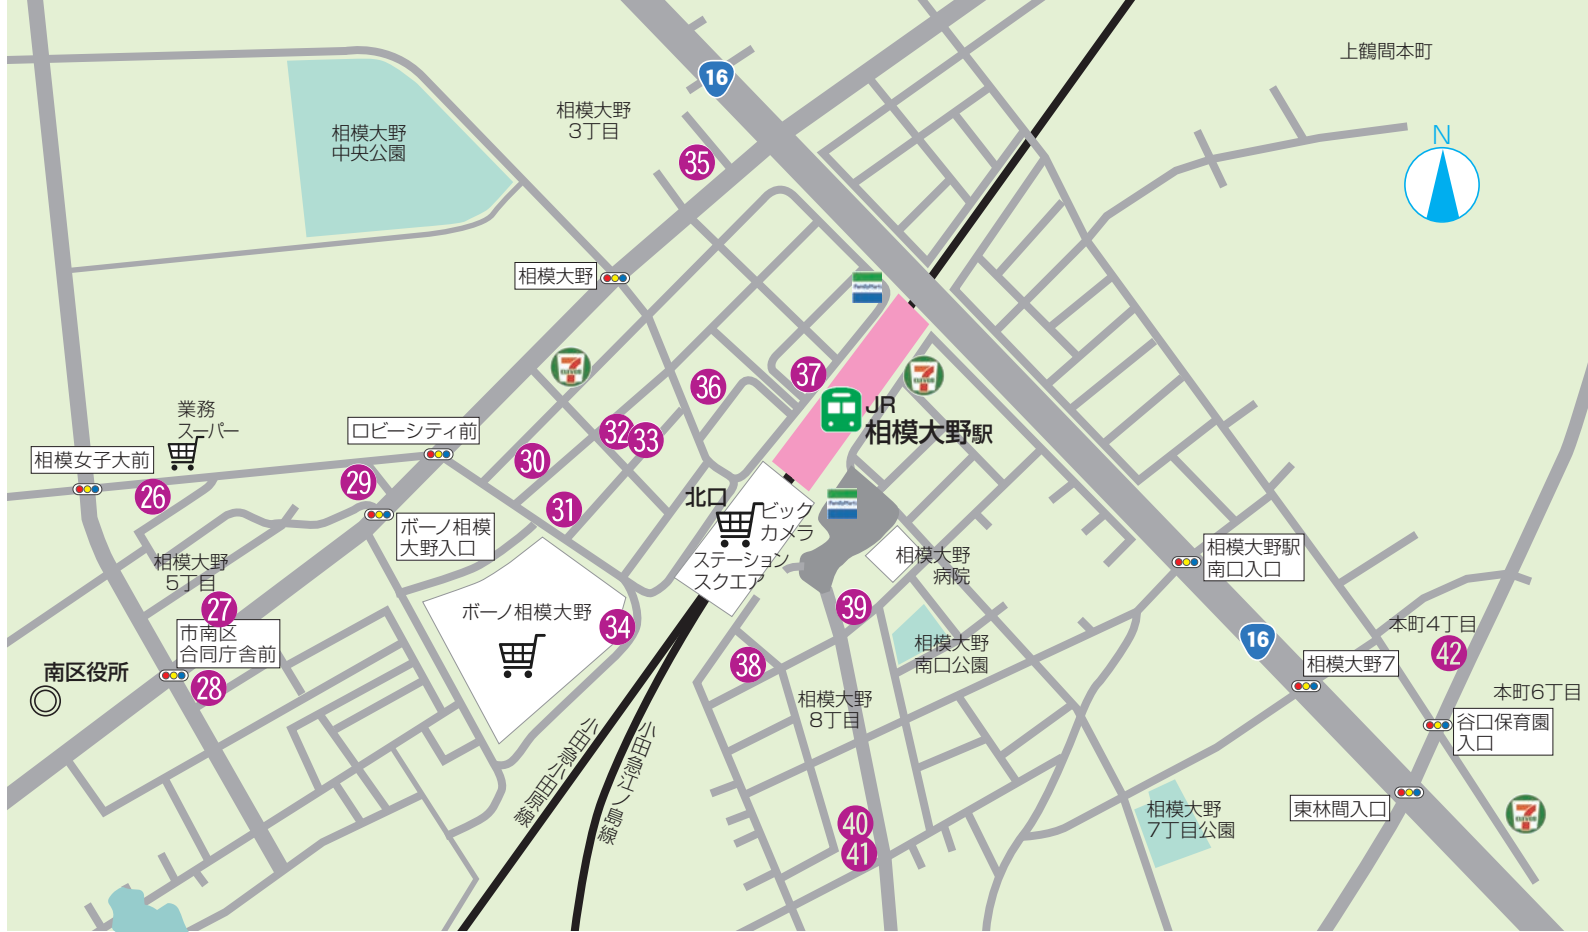 上鶴間本町
16
相模大野
3丁目
N
相模大野
中央公園
35
相模大野
FamilyMart
7
ELEVEN
36
37
7
ELEVEN
JR
相模大野駅
業務
スーパー
ロビーシティ前
32
33
相模女子大前
30
26
29
31
北口
ビック
カメラ
FamilyMart
ボーノ相模
大野入口
ステーション
スクエア
相模大野
病院
相模大野駅
南口入口
相模大野
5丁目
27
ボーノ相模大野
34
39
市南区
合同庁舎前
相模大野
南口公園
16
本町4丁目
42
南区役所
28
38
相模大野7
本町6丁目
相模大野
8丁目
谷口保育園
入口
小田急小田原線
小田急江ノ島線
40
41
相模大野
7丁目公園
東林間入口
7
ELEVEN